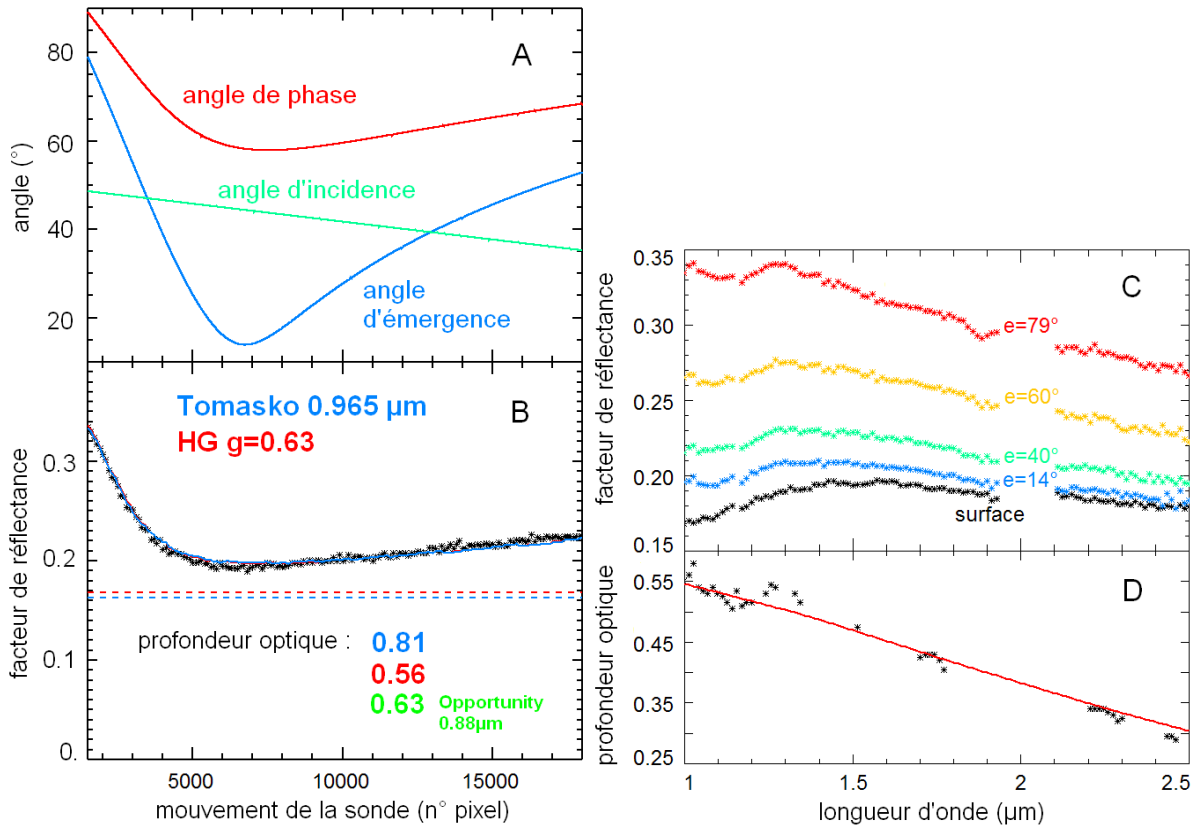 80
60
40
20
angle (°)
A
angle de phase
angle d'incidence
angle
d'émergence
B
Tomasko 0.965 µm
HG g=0.63
0.3
0.2
0.1
0.
facteur de réflectance
profondeur optique :
0.81
0.56
0.63
Opportunity
0.88µm
5000
10000
15000
mouvement de la sonde (n° pixel)
C
0.35
0.30
0.25
0.20
0.15
facteur de réflectance
e=79°
e=60°
e=40°
e=14°
surface
D
0.55
0.45
0.35
0.25
profondeur optique
1
1.5
2
2.5
longueur d'onde (µm)